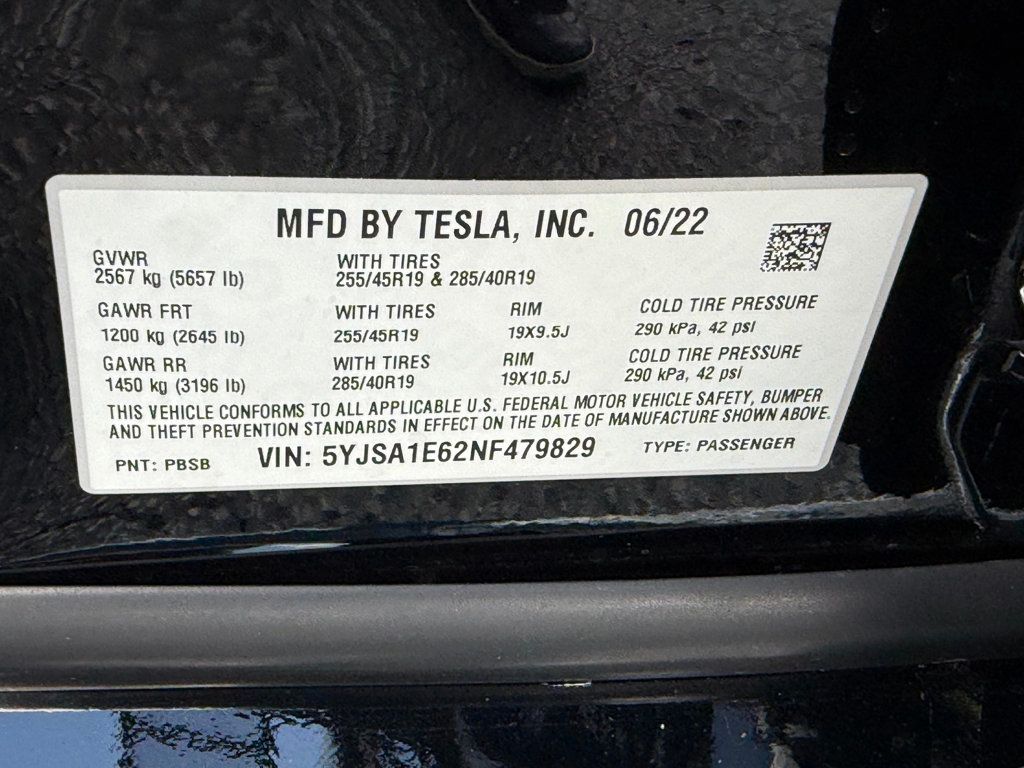 MFD BY TESLA, INC. 06/22
GVWR WITH TIRES
2567 kg (5657 lb) 255/45R19 & 285/40R19
GAWR FRT WITH TIRES RIM COLD TIRE PRESSURE
1200 kg (2645 lb) 255/45R19 19X9.5J 290 kPa, 42 psi
GAWR RR WITH TIRES RIM COLD TIRE PRESSURE
1450 kg (3196 lb) 285/40R19 19X10.5J 290 kPa, 42 psi
THIS VEHICLE CONFORMS TO ALL APPLICABLE U.S. FEDERAL MOTOR VEHICLE SAFETY, BUMPER
AND THEFT PREVENTION STANDARDS IN EFFECT ON THE DATE OF MANUFACTURE SHOWN ABOVE.
PNT: PBSB VIN: 5YJSA1E62NF479829 TYPE: PASSENGER